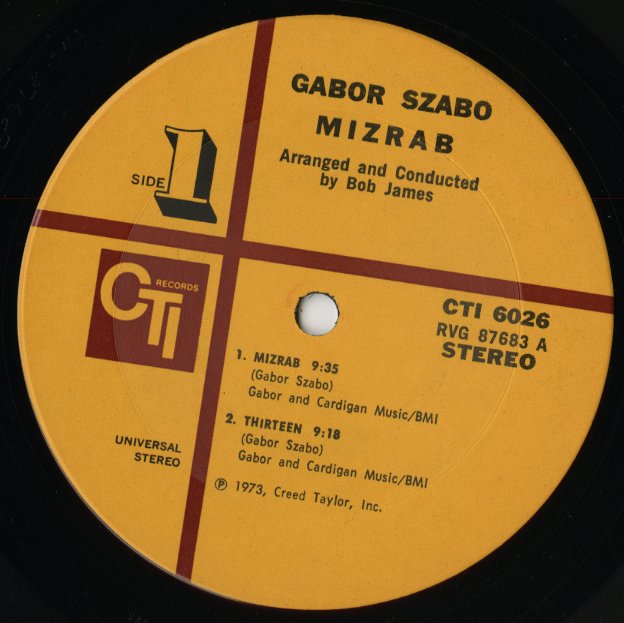 GABOR SZABO
MIZRAB
Arranged and Conducted
by Bob James
SIDE 1
CTI RECORDS
CTI 6026
RVG 87683 A
STEREO
1. MIZRAB 9:35
(Gabor Szabo)
Gabor and Cardigan Music/BMI
2. THIRTEEN 9:18
(Gabor Szabo)
Gabor and Cardigan Music/BMI
℗ 1973, Creed Taylor, Inc.
UNIVERSAL
STEREO